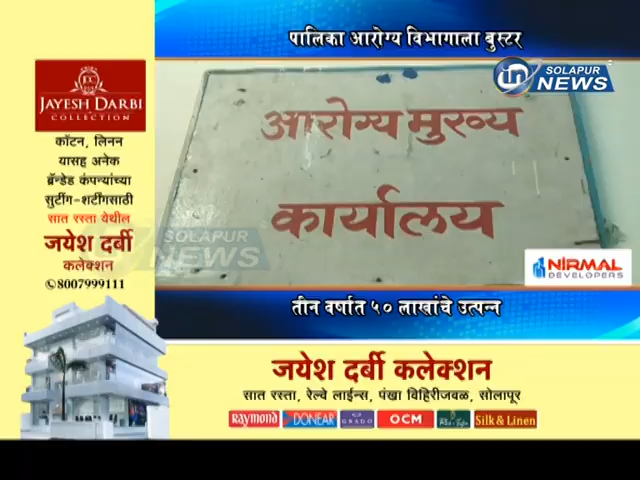 पालिका आरोग्य विभागाला बुस्टर
IN SOLAPUR NEWS
आरोग्य मुख्य
कार्यालय
SOLAPUR NEWS
NIRMAL
DEVELOPERS
तीन वर्षात ५० लाखांचे उत्पन्न
JAYESH DARBI
COLLECTION
कॉटन, लिनन
यासह अनेक
ब्रॅन्डेड कंपन्यांच्या
सुटींग-शर्टींगसाठी
सात रस्ता येथील
जयेश दर्बी
कलेक्शन
8007999111
जयेश दर्बी कलेक्शन
सात रस्ता, रेल्वे लाईन्स, पंखा विहिरीजवळ, सोलापूर
Raymond DONEAR GRADO OCM Silk & Linen